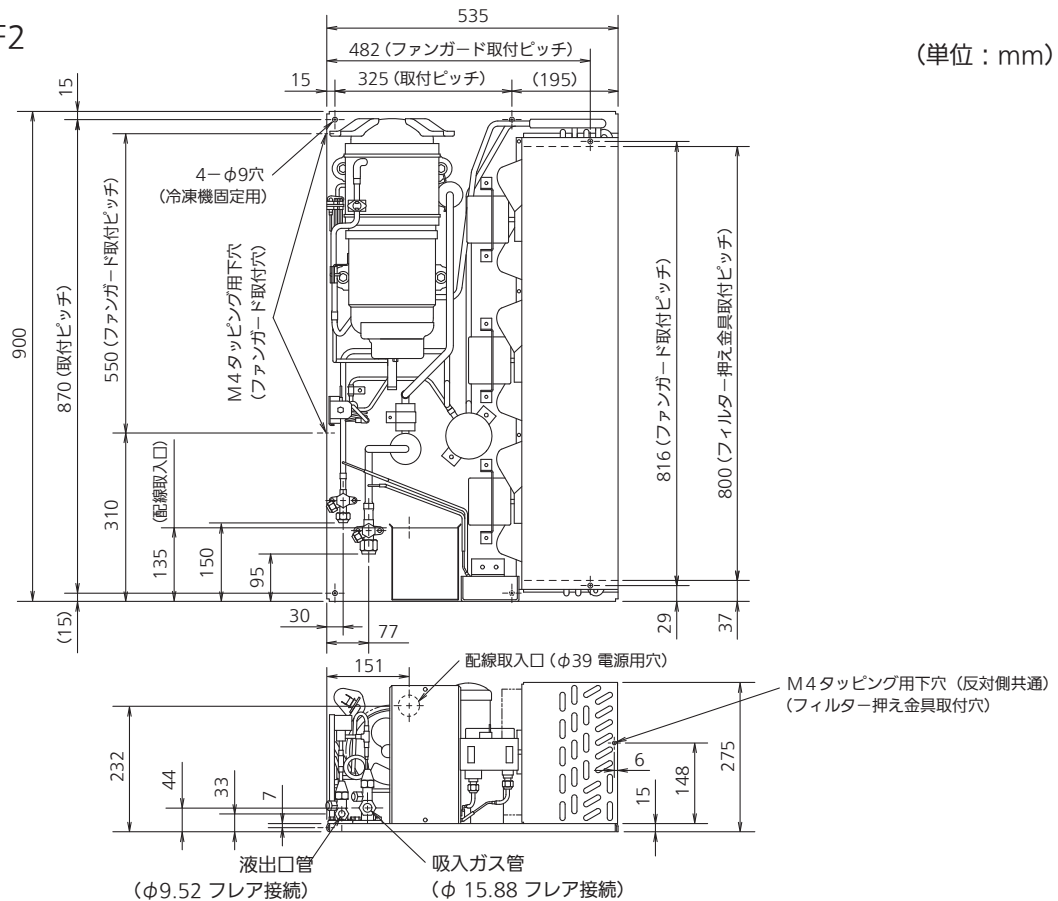 F2
(単位：mm)
535
482 (ファンガード取付ピッチ)
15
325 (取付ピッチ)
(195)
15
4－φ9穴
(冷凍機固定用)
900
870 (取付ピッチ)
550 (ファンガード取付ピッチ)
M4タッピング用下穴
(ファンガード取付穴)
816 (ファンガード取付ピッチ)
800 (フィルター押え金具取付ピッチ)
310
(配線取入口)
135
150
95
(15)
30
77
29
37
151
配線取入口 (φ39 電源用穴)
M4タッピング用下穴 (反対側共通)
(フィルター押え金具取付穴)
232
44
33
7
6
15
148
275
液出口管
(φ9.52 フレア接続)
吸入ガス管
(φ 15.88 フレア接続)